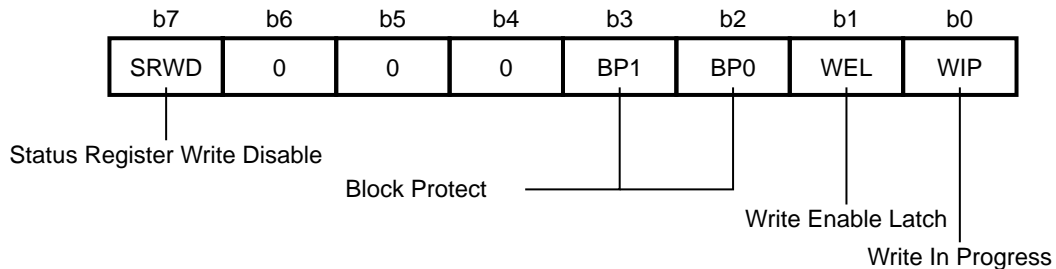 b7 b6 b5 b4 b3 b2 b1 b0
SRWD 0 0 0 BP1 BP0 WEL WIP
Status Register Write Disable
Block Protect
Write Enable Latch
Write In Progress